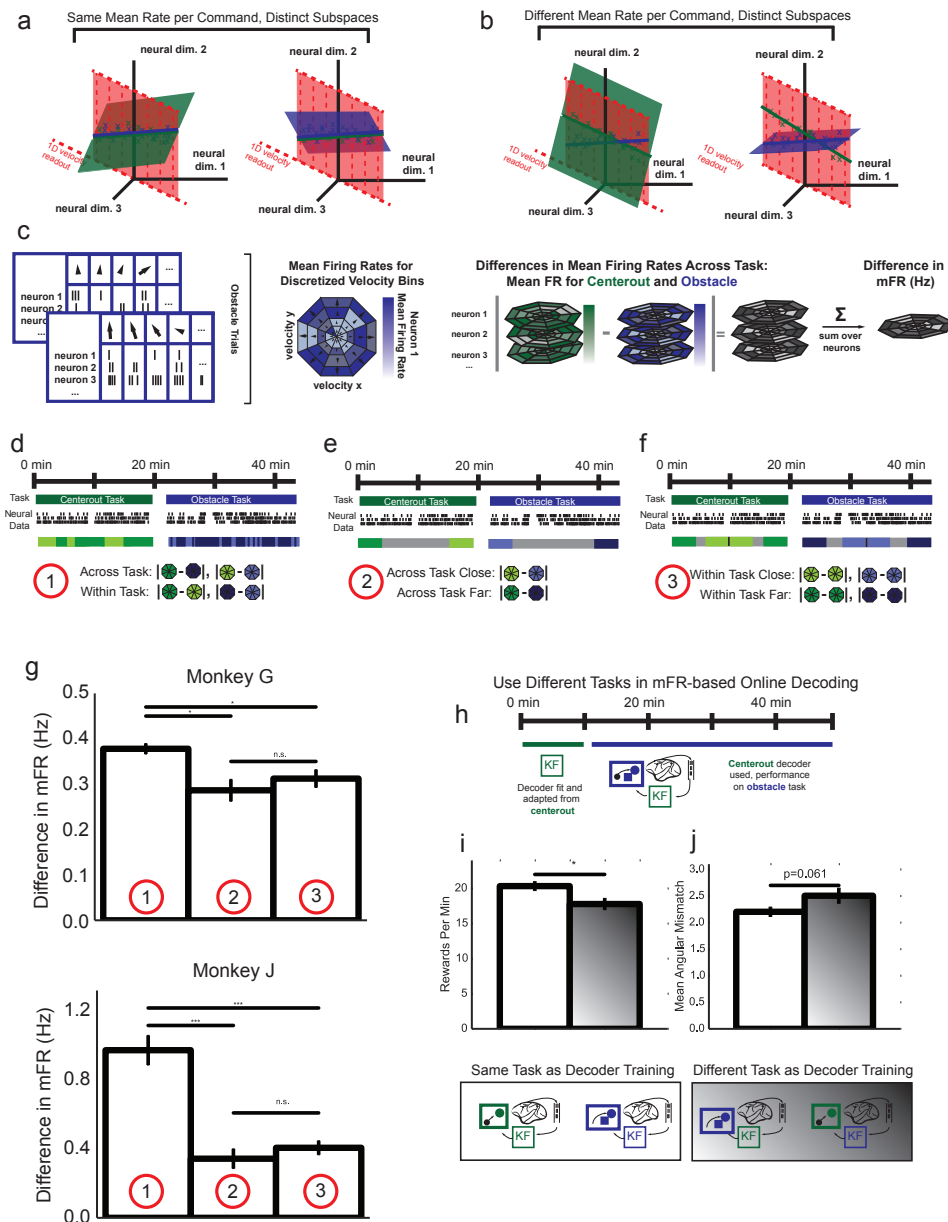 a
Same Mean Rate per Command, Distinct Subspaces
neural dim. 2
neural dim. 2
1D velocity readout
neural dim. 1
neural dim. 3
1D velocity readout
neural dim. 1
neural dim. 3
b
Different Mean Rate per Command, Distinct Subspaces
neural dim. 2
neural dim. 2
1D velocity readout
neural dim. 1
neural dim. 3
1D velocity readout
neural dim. 1
neural dim. 3
c
...
neuron 1
neuron 2
...
neuron 1
neuron 2
neuron 3
...
...
...
Obstacle Trials
Mean Firing Rates for
Discretized Velocity Bins
velocity y
velocity x
Neuron 1
Mean Firing Rate
Differences in Mean Firing Rates Across Task:
Mean FR for Centerout and Obstacle
neuron 1
neuron 2
neuron 3
...
-
=
Σ
sum over
neurons
Difference in
mFR (Hz)
d
0 min 20 min 40 min
Task Centerout Task Obstacle Task
Neural
Data
1
Across Task: | - |, | - |
Within Task: | - |, | - |
e
0 min 20 min 40 min
Task Centerout Task Obstacle Task
Neural
Data
2
Across Task Close: | - |
Across Task Far: | - |
f
0 min 20 min 40 min
Task Centerout Task Obstacle Task
Neural
Data
3
Within Task Close: | - |, | - |
Within Task Far: | - |, | - |
g
Monkey G
Difference in mFR (Hz)
0.5
0.4
0.3
0.2
0.1
0.0
*
*
n.s.
1 2 3
Monkey J
Difference in mFR (Hz)
1.2
0.8
0.4
0.0
***
***
n.s.
1 2 3
h
Use Different Tasks in mFR-based Online Decoding
0 min 20 min 40 min
KF
Decoder fit and
adapted from
centerout
KF
Centerout decoder
used, performance
on obstacle task
i
Rewards Per Min
20
15
10
5
0
*
j
Mean Angular Mismatch
3.0
2.5
2.0
1.5
1.0
0.5
0.0
p=0.061
Same Task as Decoder Training
KF KF
Different Task as Decoder Training
KF KF